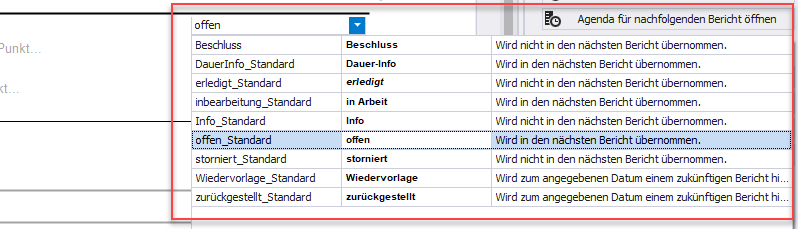 offen
Agenda für nachfolgenden Bericht öffnen
Punkt...
kt...
Beschluss Beschluss Wird nicht in den nächsten Bericht übernommen.
DauerInfo_Standard Dauer-Info Wird in den nächsten Bericht übernommen.
erledigt_Standard erledigt Wird nicht in den nächsten Bericht übernommen.
inbearbeitung_Standard in Arbeit Wird in den nächsten Bericht übernommen.
Info_Standard Info Wird nicht in den nächsten Bericht übernommen.
offen_Standard offen Wird in den nächsten Bericht übernommen.
storniert_Standard storniert Wird nicht in den nächsten Bericht übernommen.
Wiedervorlage_Standard Wiedervorlage Wird zum angegebenen Datum einem zukünftigen Bericht hi...
zurückgestellt_Standard zurückgestellt Wird zum angegebenen Datum einem zukünftigen Bericht hi...